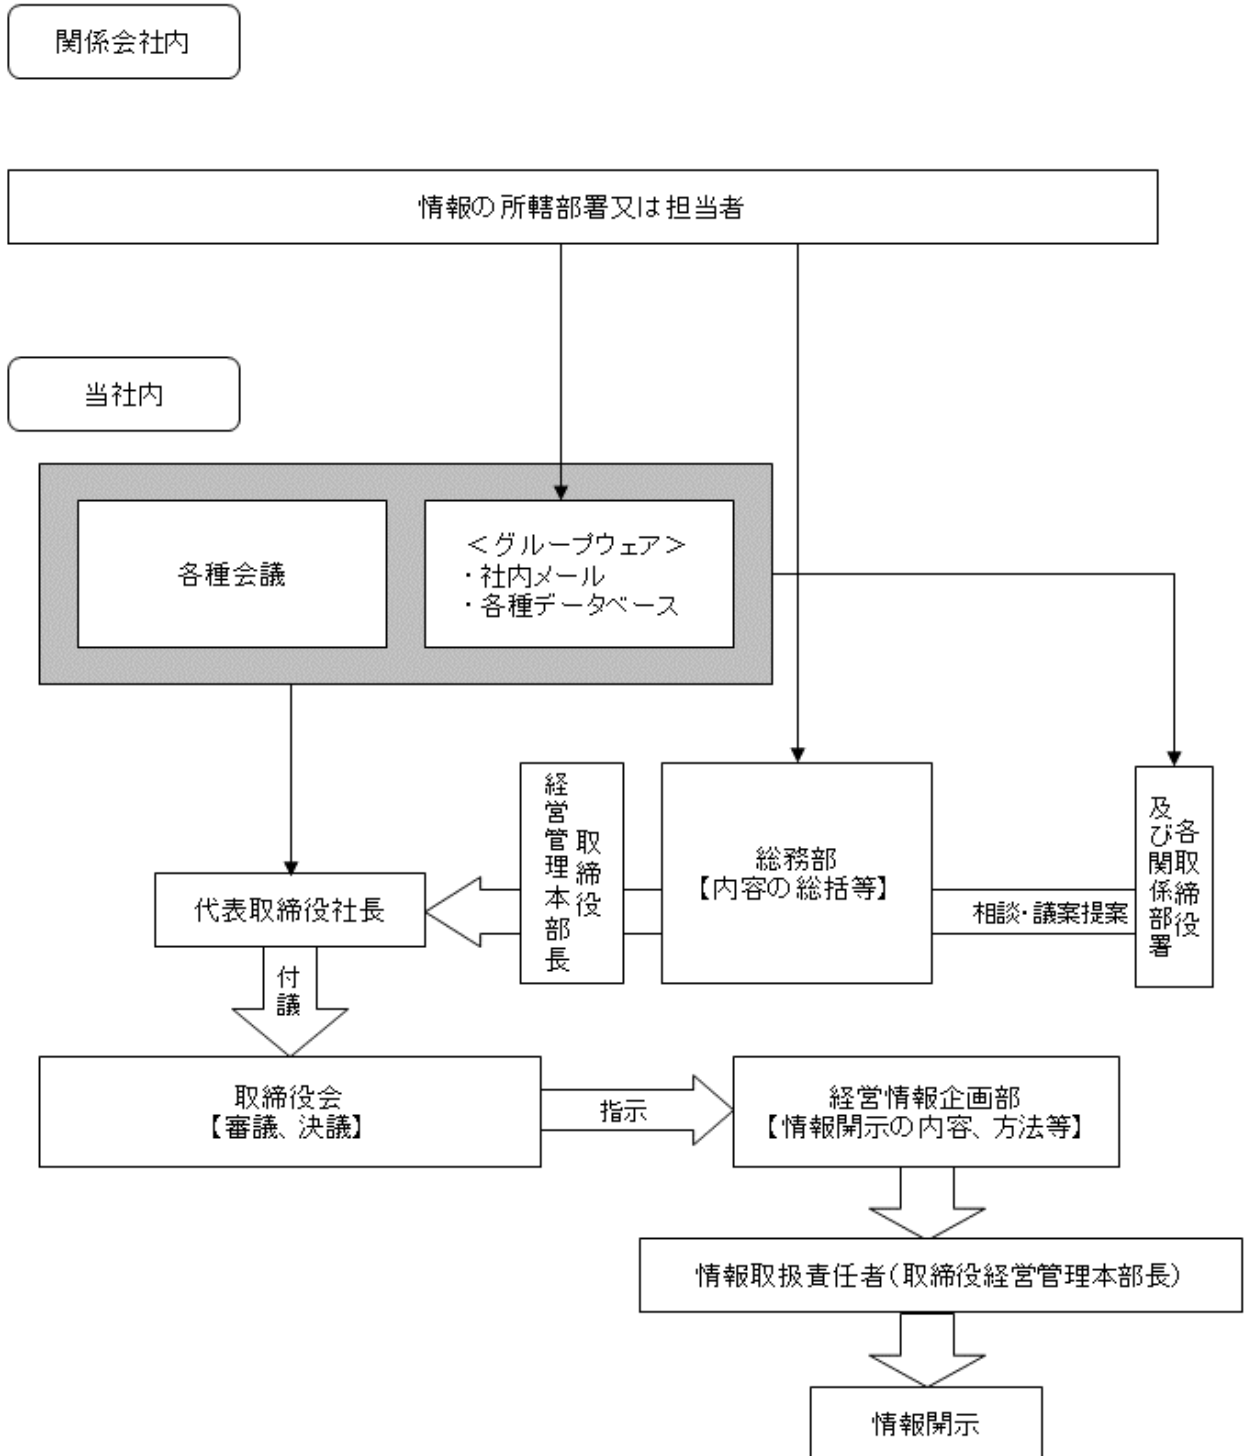 関係会社内
情報の所轄部署又は担当者
当社内
各種会議
＜グループウェア＞
・社内メール
・各種データベース
取締役
経営管理本部長
総務部
【内容の総括等】
相談・議案提案
各取締役
及び関係部署
代表取締役社長
付議
取締役会
【審議、決議】
指示
経営情報企画部
【情報開示の内容、方法等】
情報取扱責任者(取締役経営管理本部長)
情報開示